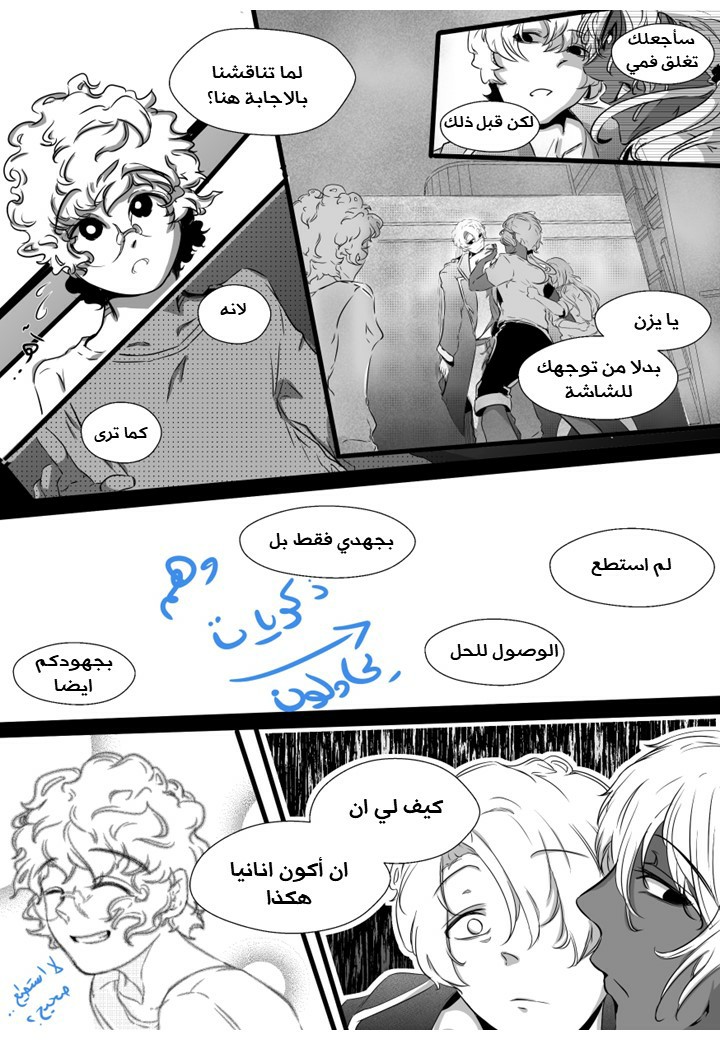 سأجعلك
تغلق فمي
لكن قبل ذلك
لما تناقشنا
بالاجابة هنا؟
يا يزن
بدلا من توجهك
للشاشة
لانه
كما ترى
لم استطع
الوصول للحل
بجهدي فقط بل
بجهودكم
ايضا
وهم
ذكريات
يحاولون
كيف لي ان
ان أكون انانيا
هكذا
لا استطيع..
صحيح؟